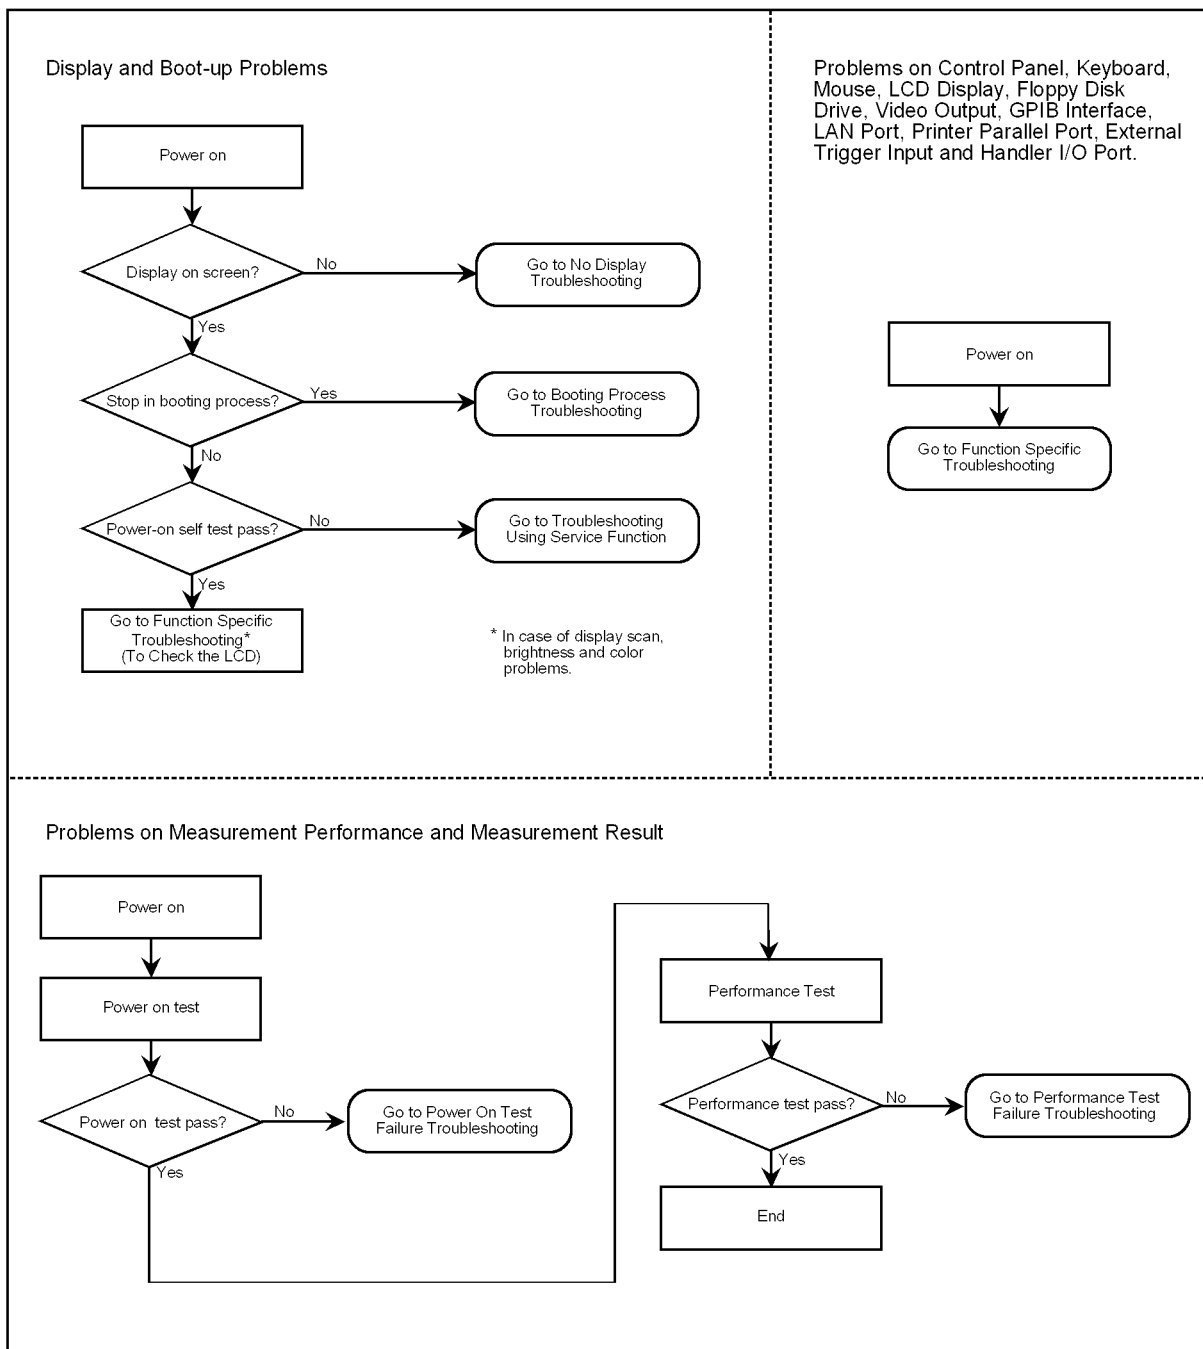 Display and Boot-up Problems
Power on
Display on screen?
No
Go to No Display
Troubleshooting
Yes
Stop in booting process?
Yes
Go to Booting Process
Troubleshooting
No
Power-on self test pass?
No
Go to Troubleshooting
Using Service Function
Yes
Go to Function Specific
Troubleshooting*
(To Check the LCD)
* In case of display scan,
brightness and color
problems.
Problems on Control Panel, Keyboard,
Mouse, LCD Display, Floppy Disk
Drive, Video Output, GPIB Interface,
LAN Port, Printer Parallel Port, External
Trigger Input and Handler I/O Port.
Power on
Go to Function Specific
Troubleshooting
Problems on Measurement Performance and Measurement Result
Power on
Power on test
Power on test pass?
No
Go to Power On Test
Failure Troubleshooting
Yes
Performance Test
Performance test pass?
No
Go to Performance Test
Failure Troubleshooting
Yes
End